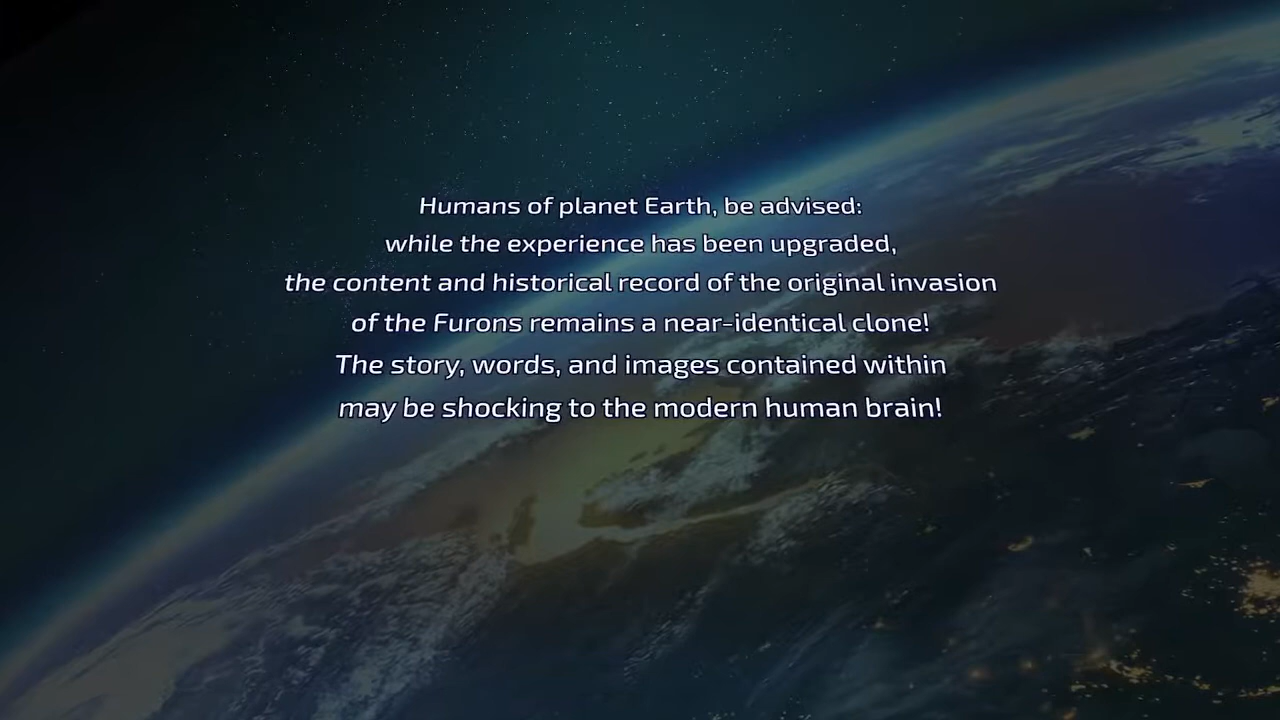 Humans of planet Earth, be advised:
while the experience has been upgraded,
the content and historical record of the original invasion
of the Furons remains a near-identical clone!
The story, words, and images contained within
may be shocking to the modern human brain!